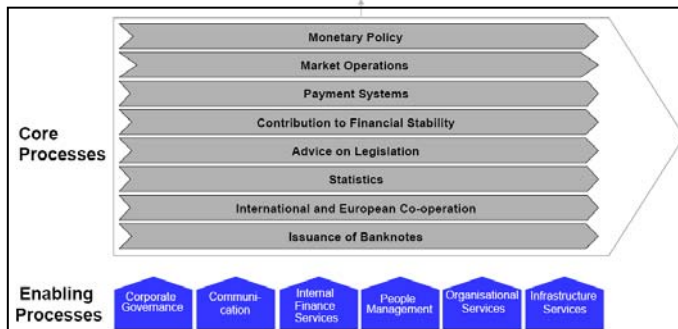 Monetary Policy
Market Operations
Payment Systems
Contribution to Financial Stability
Core
Processes
Advice on Legislation
Statistics
International and European Co-operation
Issuance of Banknotes
Enabling
Processes
Corporate
Governance
Communi-
cation
Internal
Finance
Services
People
Management
Organisational
Services
Infrastructure
Services